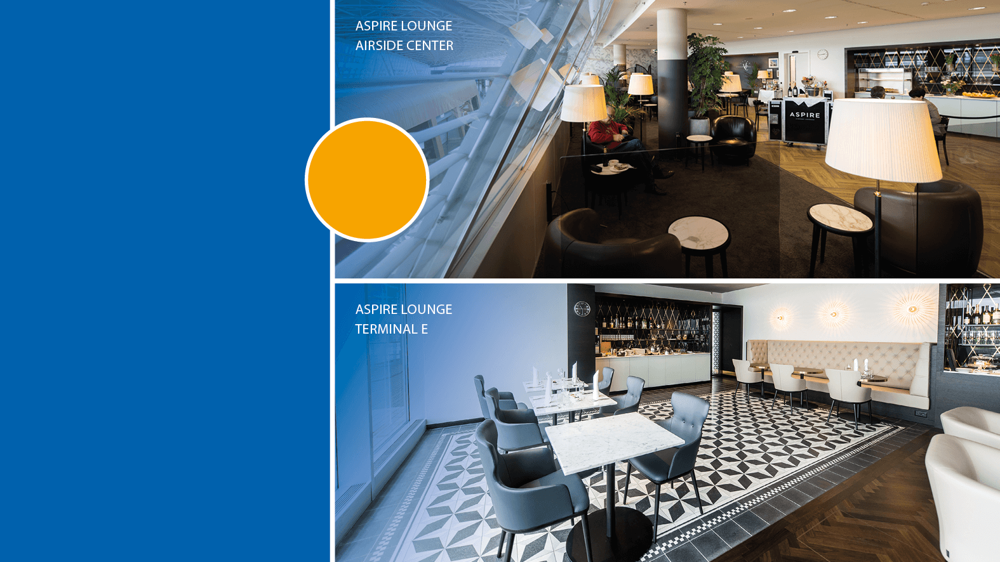 ASPIRE LOUNGE
AIRSIDE CENTER
ASPIRE
ASPIRE LOUNGE
TERMINAL E